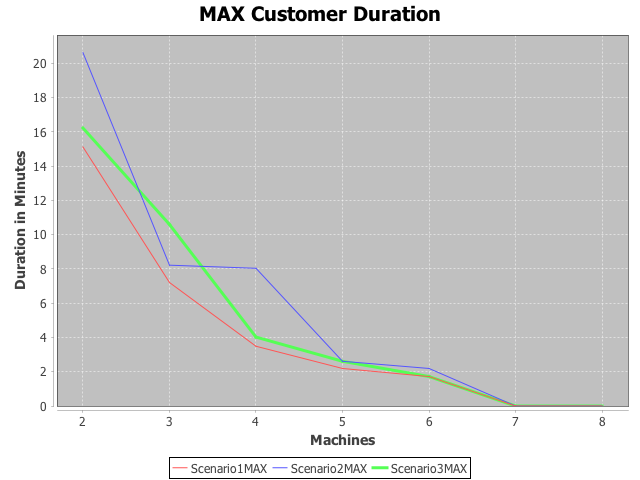 MAX Customer Duration
Duration in Minutes
20
18
16
14
12
10
8
6
4
2
0
2 3 4 5 6 7 8
Machines
Scenario1MAX Scenario2MAX Scenario3MAX